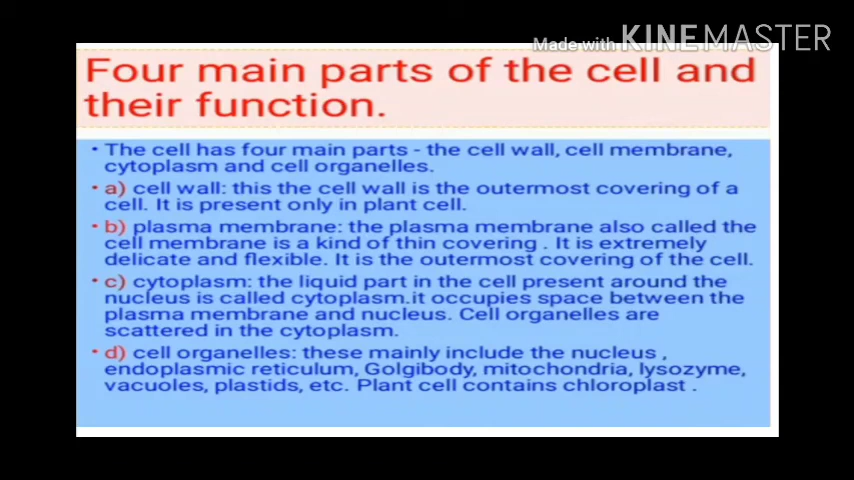 Made with KINEMASTER
Four main parts of the cell and
their function.
• The cell has four main parts - the cell wall, cell membrane,
cytoplasm and cell organelles.
• a) cell wall: this the cell wall is the outermost covering of a
cell. It is present only in plant cell.
• b) plasma membrane: the plasma membrane also called the
cell membrane is a kind of thin covering . It is extremely
delicate and flexible. It is the outermost covering of the cell.
• c) cytoplasm: the liquid part in the cell present around the
nucleus is called cytoplasm.it occupies space between the
plasma membrane and nucleus. Cell organelles are
scattered in the cytoplasm.
• d) cell organelles: these mainly include the nucleus ,
endoplasmic reticulum, Golgibody, mitochondria, lysozyme,
vacuoles, plastids, etc. Plant cell contains chloroplast .